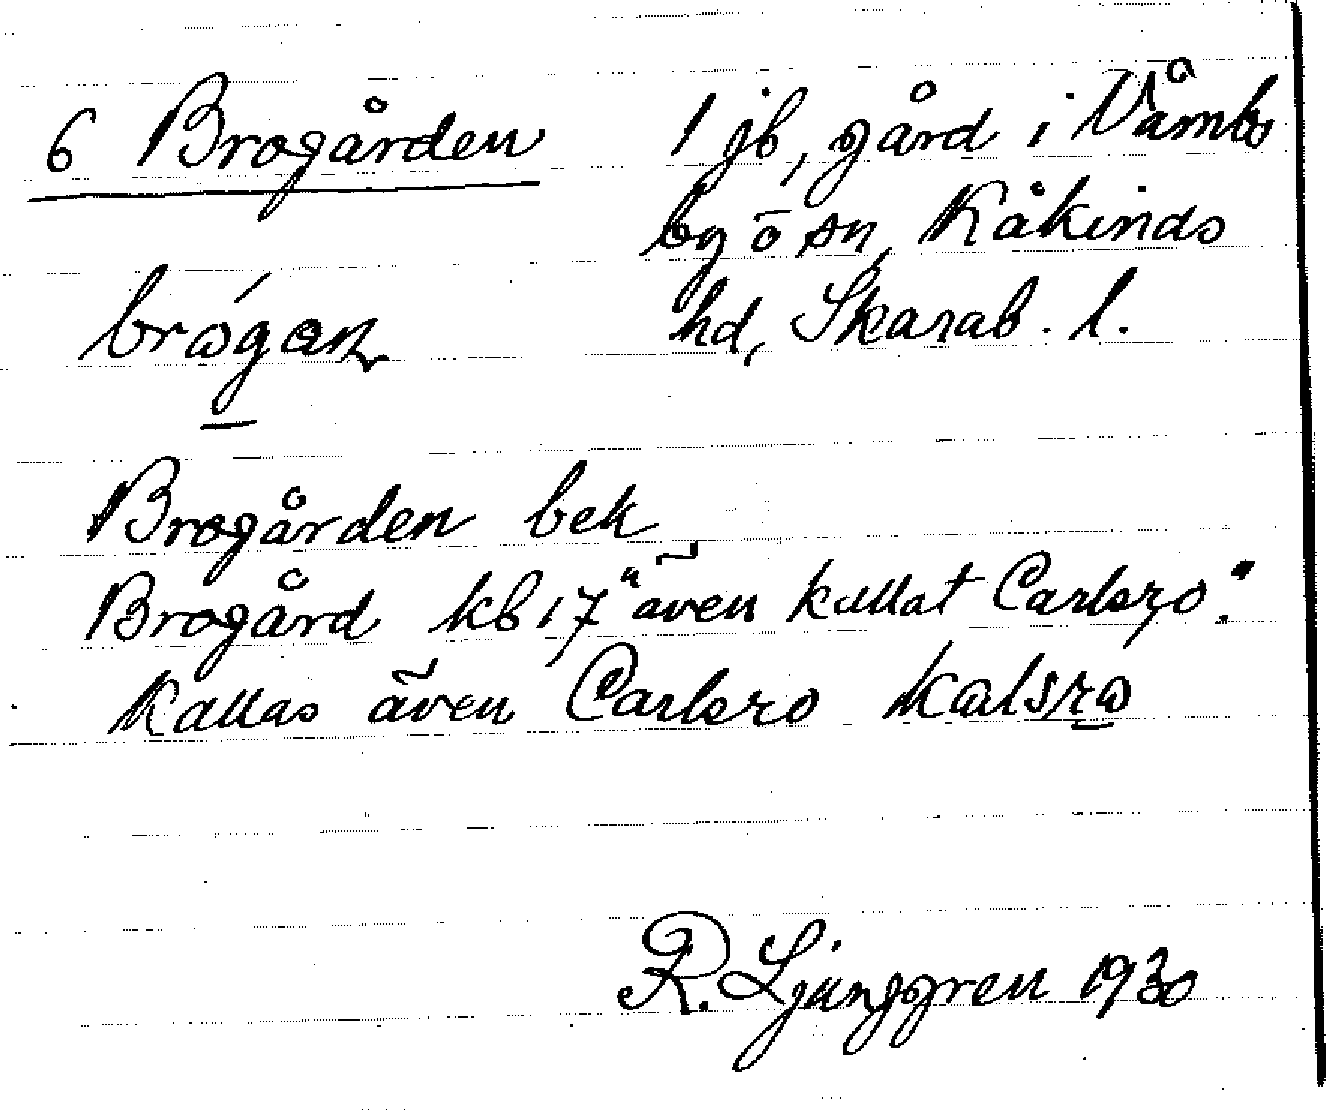 6 Brogården
1 jb, gård i Våmbs
by o sn, Kåkinds
hd, Skarab. l.
brógan
Brogården bek
Brogård kb 17 "även kallat Carlsro".
Kallas även Carlsro kalsro
R. Ljunggren 1930